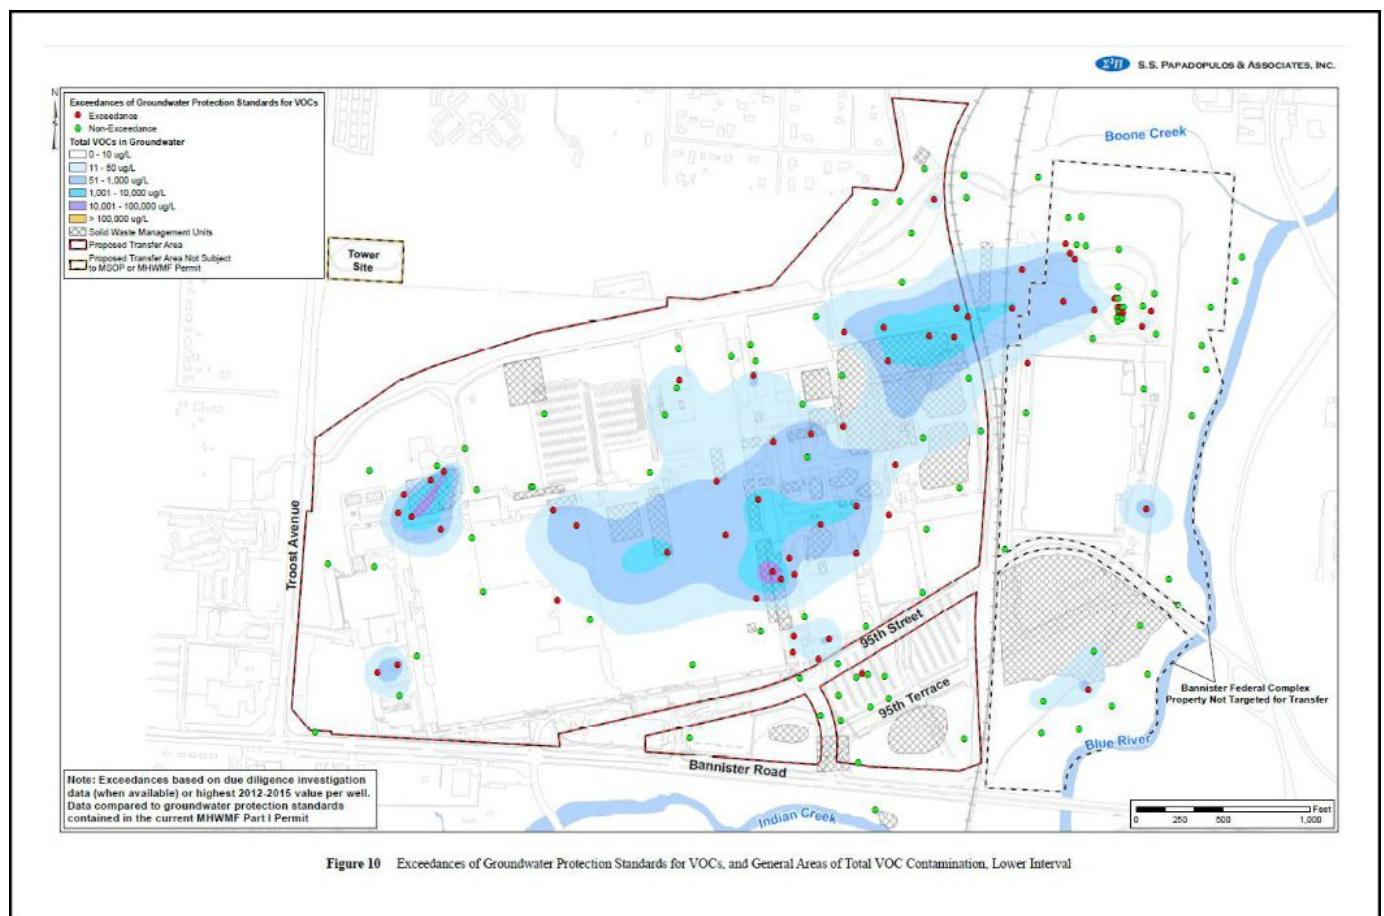 Σ²Π S.S. PAPADOPULOS & ASSOCIATES, INC.
N
Exceedances of Groundwater Protection Standards for VOCs
Exceedance
Non-Exceedance
Total VOCs in Groundwater
0 - 10 ug/L
11 - 50 ug/L
51 - 1,000 ug/L
1,001 - 10,000 ug/L
10,001 - 100,000 ug/L
> 100,000 ug/L
Solid Waste Management Units
Proposed Transfer Area
Proposed Transfer Area Not Subject
to MSOP or MHWMF Permit
Tower
Site
Boone Creek
Troost Avenue
95th Street
95th Terrace
Bannister Road
Bannister Federal Complex
Property Not Targeted for Transfer
Blue River
Indian Creek
Note: Exceedances based on due diligence investigation
data (when available) or highest 2012-2015 value per well.
Data compared to groundwater protection standards
contained in the current MHWMF Part I Permit
Feet
0 250 500 1,000
Figure 10 Exceedances of Groundwater Protection Standards for VOCs, and General Areas of Total VOC Contamination, Lower Interval